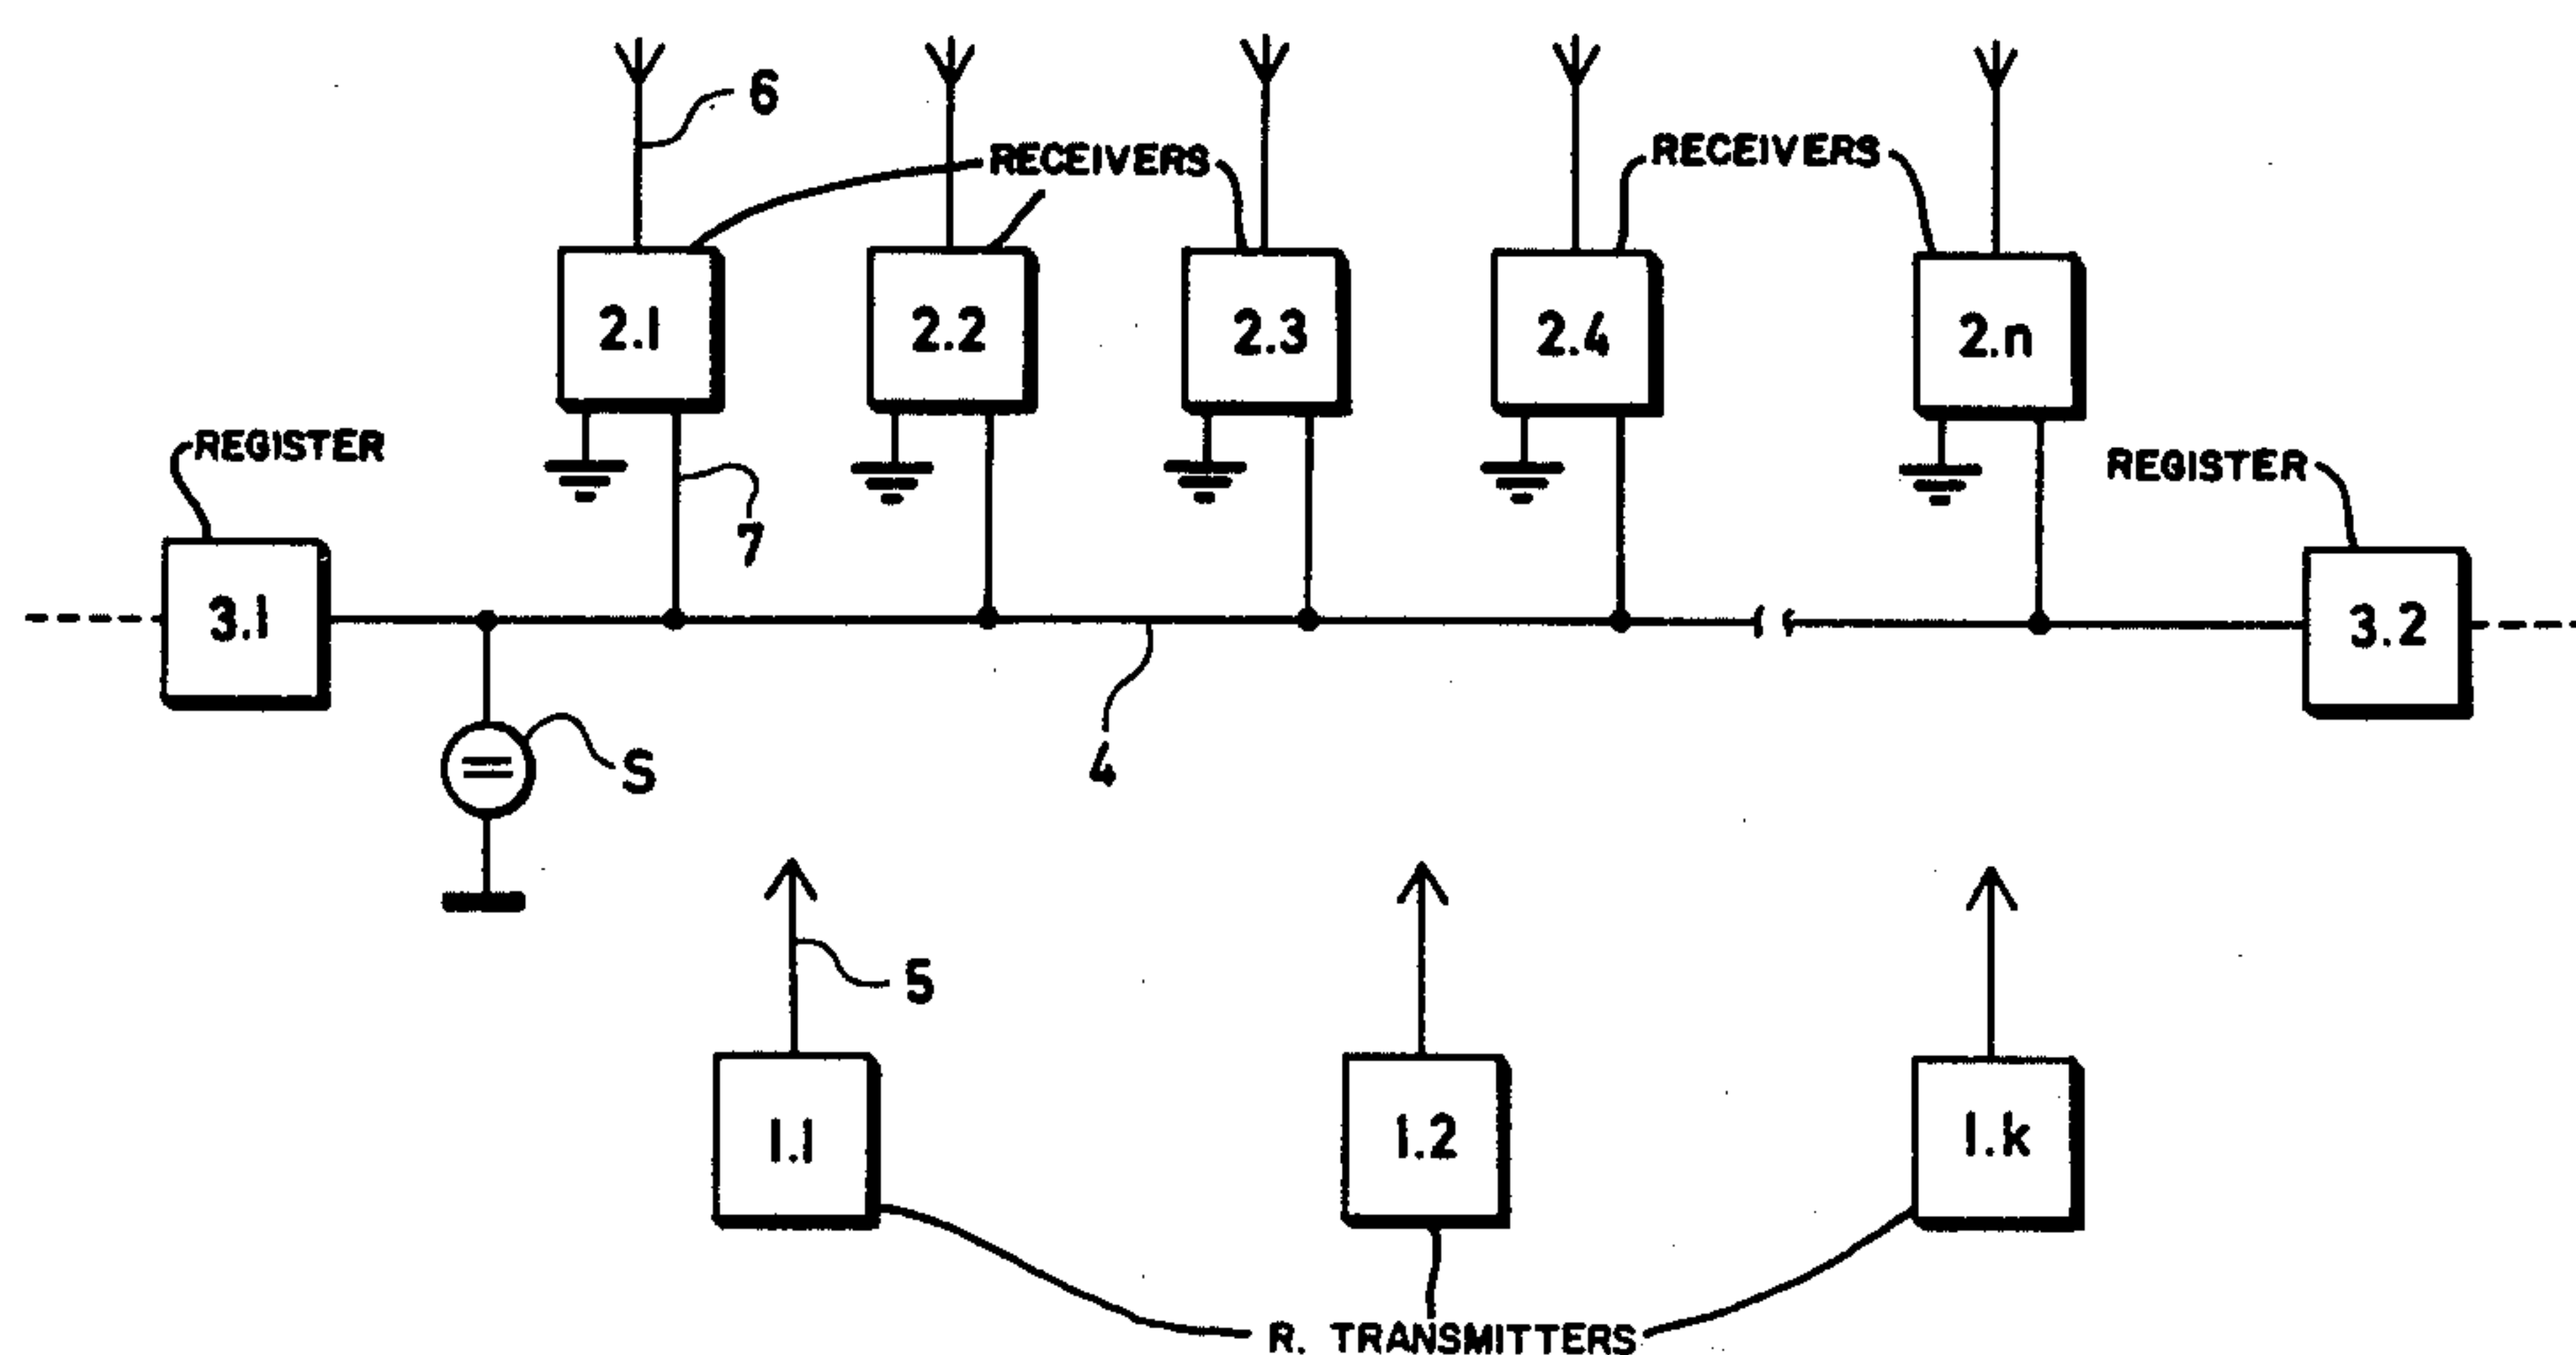 6
RECEIVERS
RECEIVERS
2.1
2.2
2.3
2.4
2.n
REGISTER
REGISTER
7
3.1
3.2
S
4
5
1.1
1.2
1.k
R. TRANSMITTERS